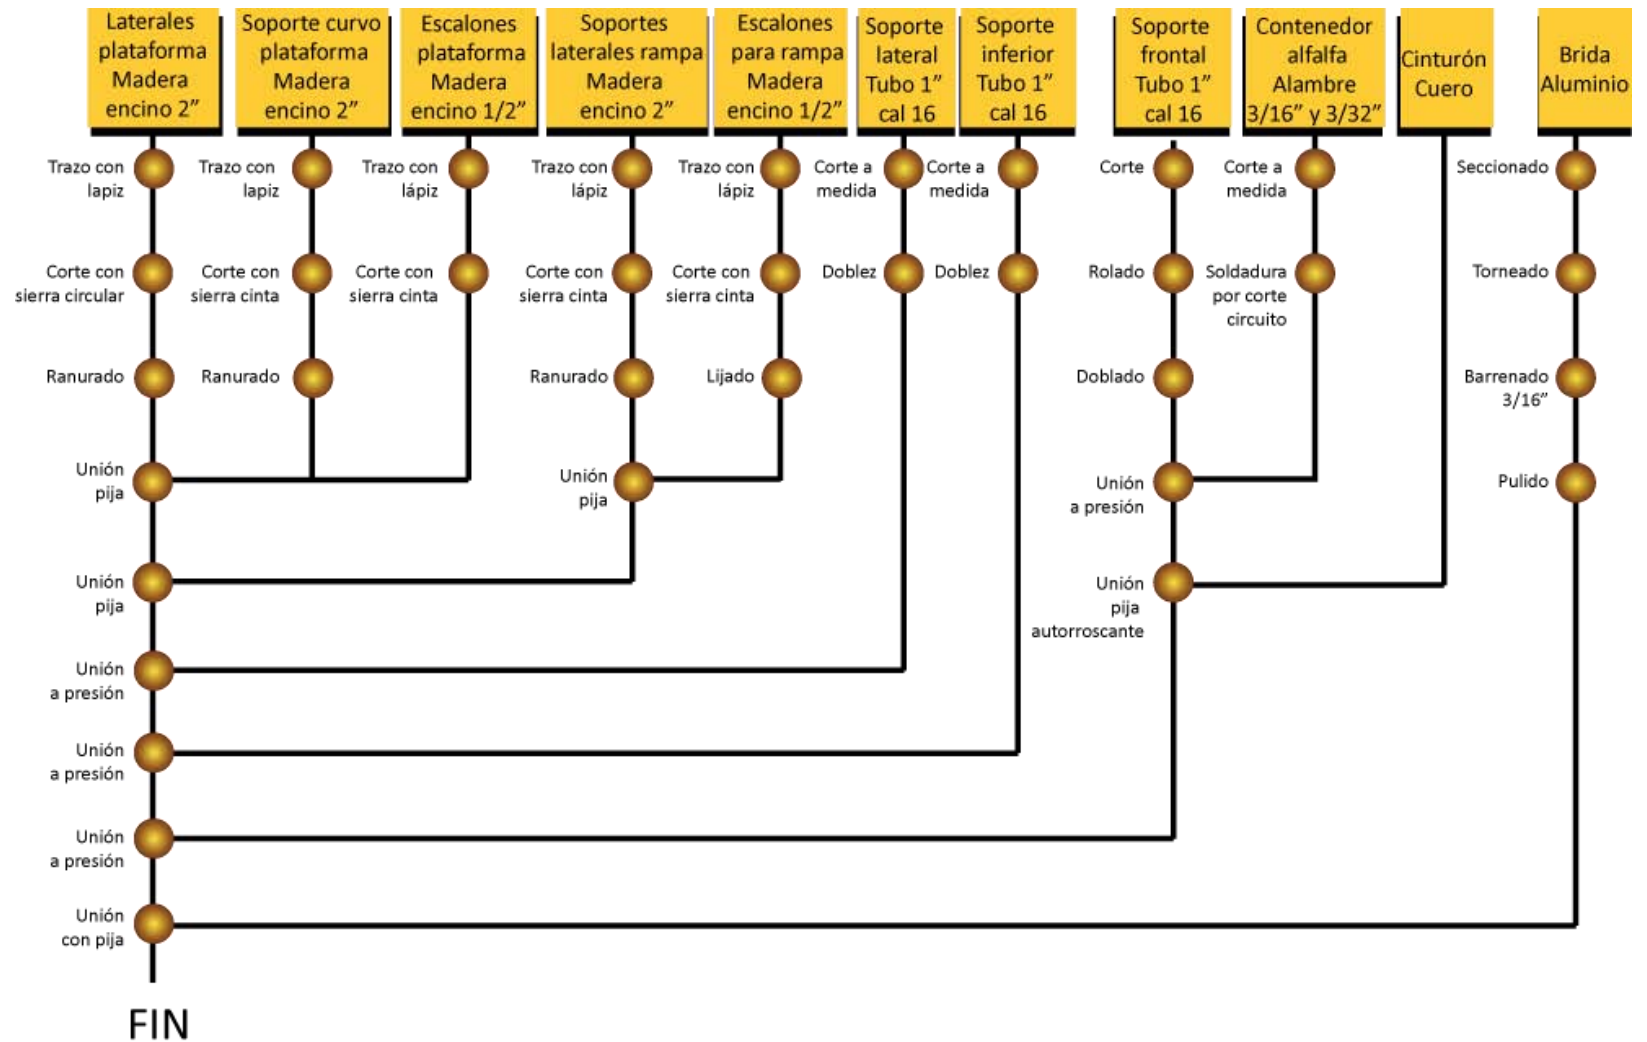 Laterales
plataforma
Madera
encino 2”
Soporte curvo
plataforma
Madera
encino 2”
Escalones
plataforma
Madera
encino 1/2”
Soportes
laterales rampa
Madera
encino 2”
Escalones
para rampa
Madera
encino 1/2”
Soporte
lateral
Tubo 1”
cal 16
Soporte
inferior
Tubo 1”
cal 16
Soporte
frontal
Tubo 1”
cal 16
Contenedor
alfalfa
Alambre
3/16” y 3/32”
Cinturón
Cuero
Brida
Aluminio
Trazo con
lapiz
Trazo con
lapiz
Trazo con
lápiz
Trazo con
lápiz
Trazo con
lápiz
Corte a
medida
Corte a
medida
Corte
Corte a
medida
Seccionado
Corte con
sierra circular
Corte con
sierra cinta
Corte con
sierra cinta
Corte con
sierra cinta
Corte con
sierra cinta
Doblez
Doblez
Rolado
Soldadura
por corte
circuito
Torneado
Ranurado
Ranurado
Ranurado
Lijado
Doblado
Barrenado
3/16”
Unión
pija
Unión
pija
Unión
a presión
Pulido
Unión
pija
Unión
pija
autorroscante
Unión
a presión
Unión
a presión
Unión
a presión
Unión
con pija
FIN